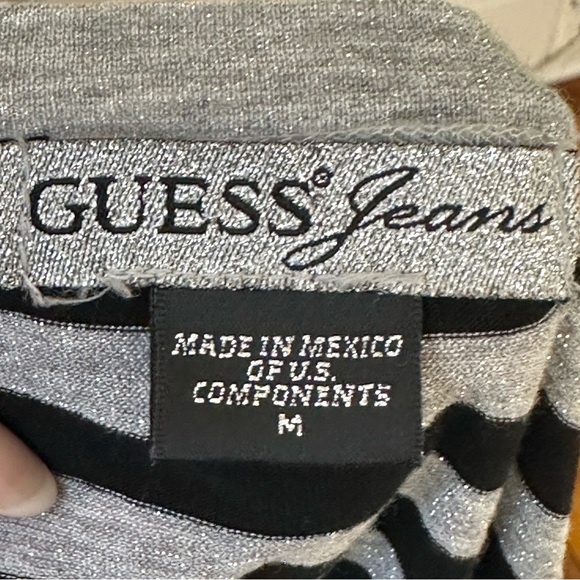 GUESS® Jeans
MADE IN MEXICO
OF U.S.
COMPONENTS
M